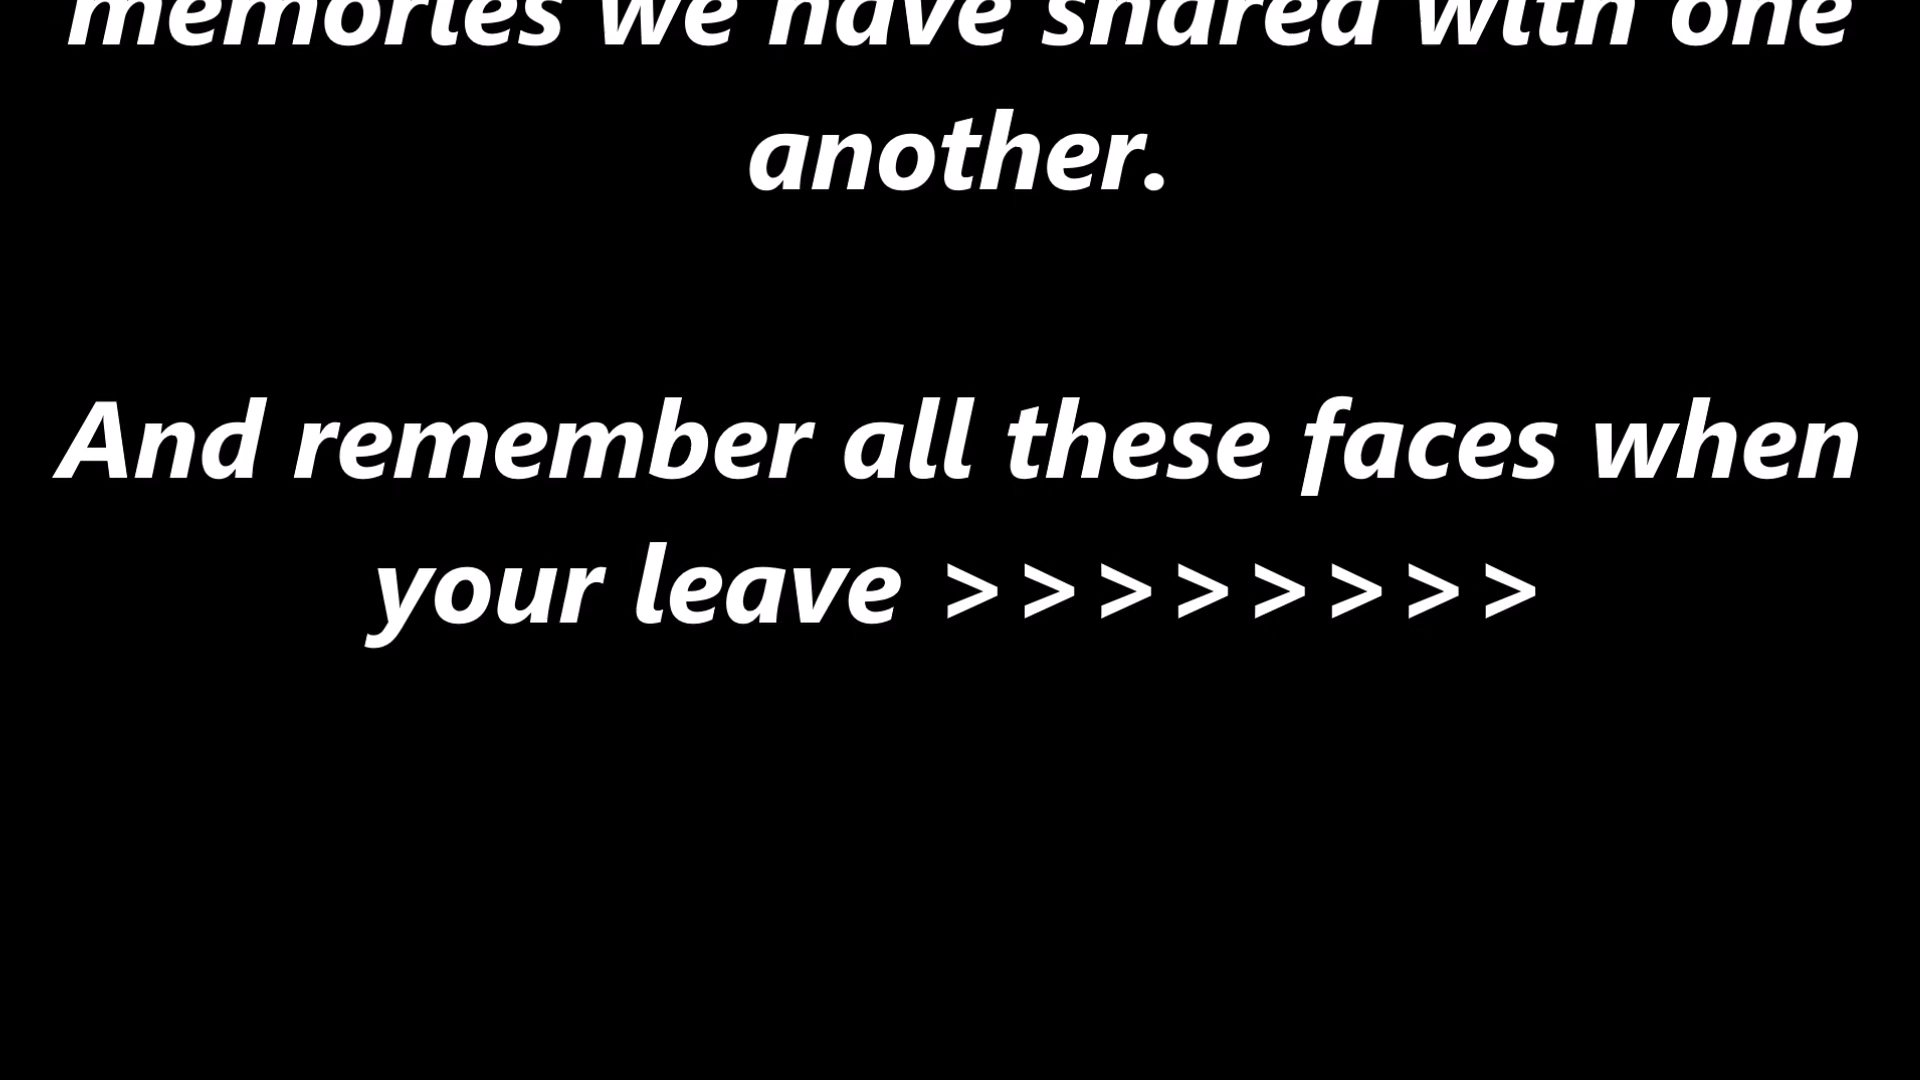 memories we have shared with one
another.
And remember all these faces when
your leave > > > > > > > >